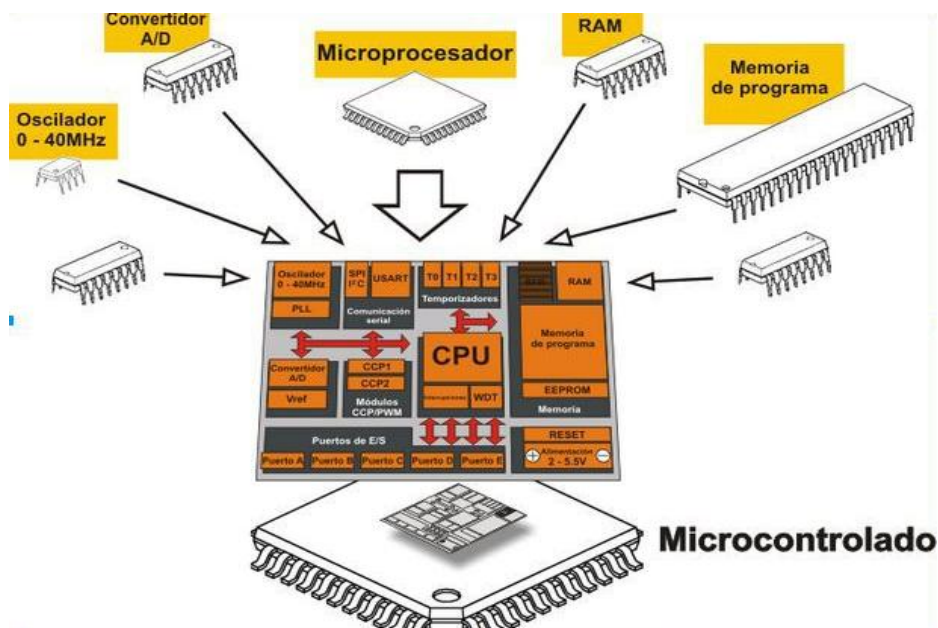 Convertidor
A/D
Microprocesador
RAM
Memoria
de programa
Oscilador
0 - 40MHz
Oscilador
0 - 40MHz
PLL
SPI
I²C
USART
Comunicación
serial
T0 T1 T2 T3
Temporizadores
RAM
Memoria
de programa
EEPROM
Memoria
Convertidor
A/D
Vref
CCP1
CCP2
Módulos
CCP/PWM
CPU
Interrupciones
WDT
Puertos de E/S
Puerto A Puerto B Puerto C Puerto D Puerto E
RESET
Alimentación
2 - 5.5V
Microcontrolado